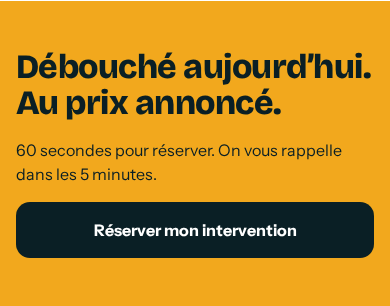 Débouché aujourd’hui.
Au prix annoncé.
60 secondes pour réserver. On vous rappelle
dans les 5 minutes.
Réserver mon intervention